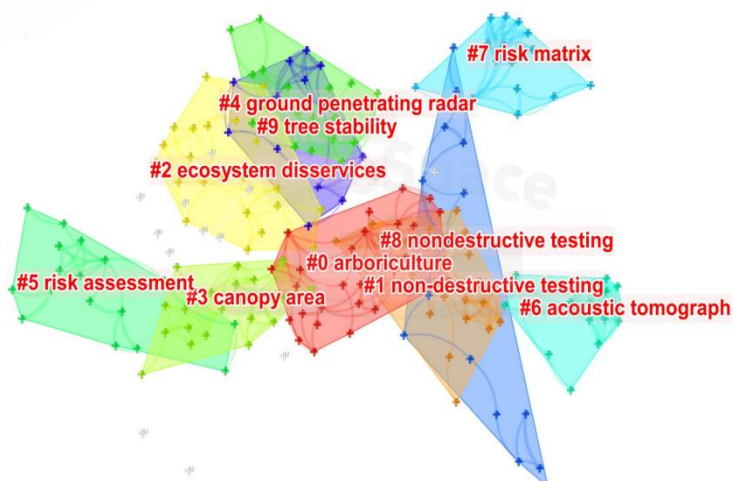 #7 risk matrix
#4 ground penetrating radar
#9 tree stability
#2 ecosystem disservices
#8 nondestructive testing
#0 arboriculture
#5 risk assessment
#3 canopy area
#1 non-destructive testing
#6 acoustic tomograph